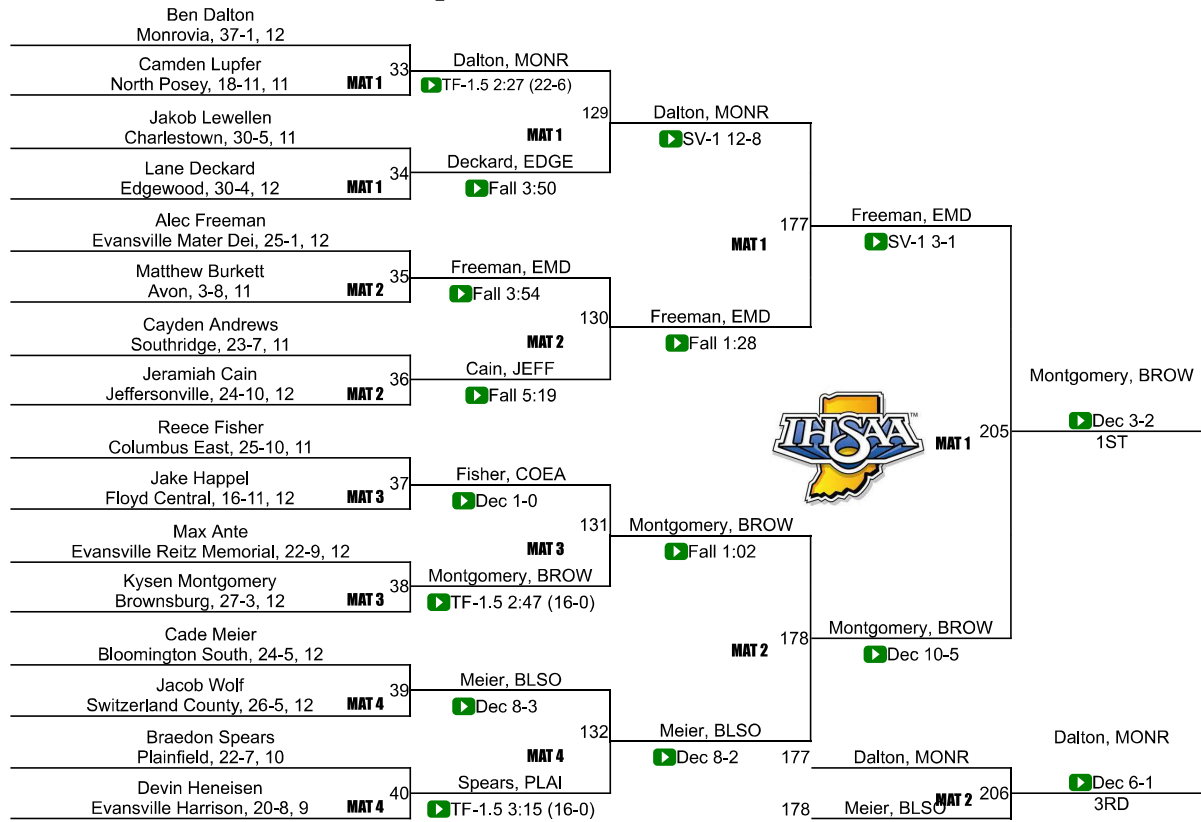 Ben Dalton
Monrovia, 37-1, 12
Camden Lupfer
North Posey, 18-11, 11
MAT 1
33
Dalton, MONR
TF-1.5 2:27 (22-6)
Jakob Lewellen
Charlestown, 30-5, 11
Lane Deckard
Edgewood, 30-4, 12
MAT 1
34
Deckard, EDGE
Fall 3:50
129
MAT 1
Dalton, MONR
SV-1 12-8
Alec Freeman
Evansville Mater Dei, 25-1, 12
Matthew Burkett
Avon, 3-8, 11
MAT 2
35
Freeman, EMD
Fall 3:54
Cayden Andrews
Southridge, 23-7, 11
Jeramiah Cain
Jeffersonville, 24-10, 12
MAT 2
36
Cain, JEFF
Fall 5:19
130
MAT 2
Freeman, EMD
Fall 1:28
177
MAT 1
Freeman, EMD
SV-1 3-1
Reece Fisher
Columbus East, 25-10, 11
Jake Happel
Floyd Central, 16-11, 12
MAT 3
37
Fisher, COEA
Dec 1-0
Max Ante
Evansville Reitz Memorial, 22-9, 12
Kysen Montgomery
Brownsburg, 27-3, 12
MAT 3
38
Montgomery, BROW
TF-1.5 2:47 (16-0)
131
MAT 3
Montgomery, BROW
Fall 1:02
Cade Meier
Bloomington South, 24-5, 12
Jacob Wolf
Switzerland County, 26-5, 12
MAT 4
39
Meier, BLSO
Dec 8-3
Braedon Spears
Plainfield, 22-7, 10
Devin Heneisen
Evansville Harrison, 20-8, 9
MAT 4
40
Spears, PLAI
TF-1.5 3:15 (16-0)
132
MAT 4
Meier, BLSO
Dec 8-2
178
MAT 2
Montgomery, BROW
Dec 10-5
IHSAA™
MAT 1
205
Montgomery, BROW
Dec 3-2
1ST
177
Dalton, MONR
178
Meier, BLSO
MAT 2
206
Dalton, MONR
Dec 6-1
3RD